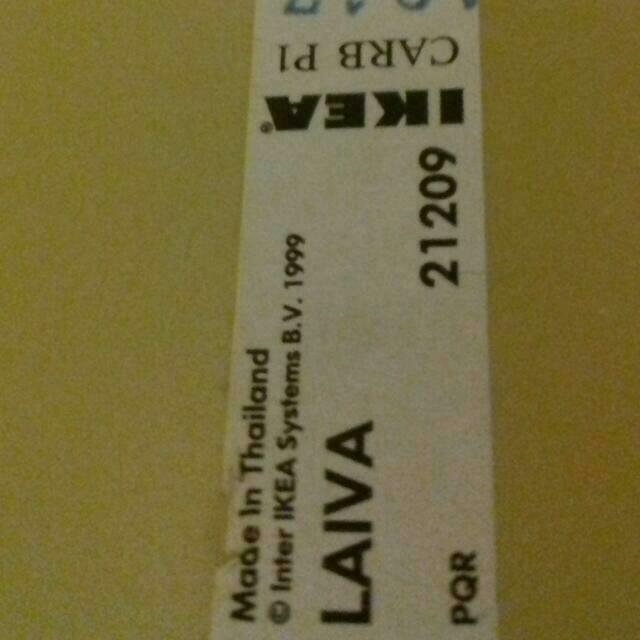 CARB P1
IKEA®
21209
Made In Thailand
© Inter IKEA Systems B.V. 1999
LAIVA
PQR